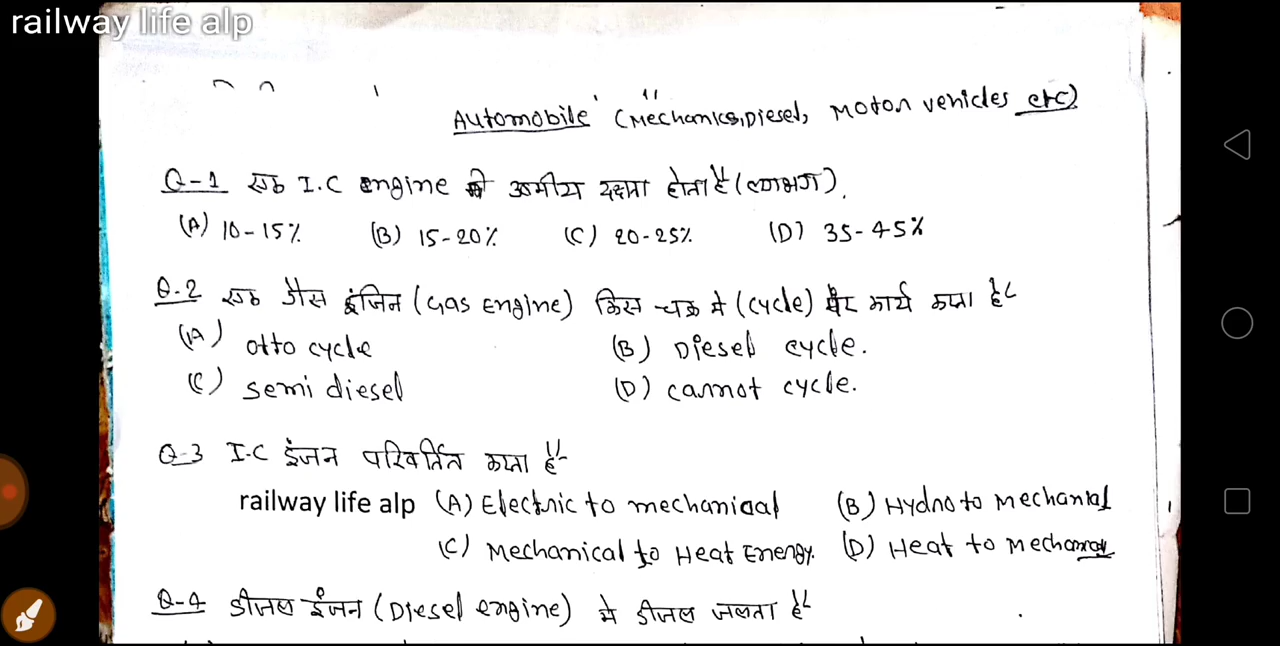 railway life alp
Automobile (Mechanics, Diesel, Motor vehicles etc)
Q-1 एक I.C engine की उष्मीय दक्षता होता है (लगभग).
(A) 10-15% (B) 15-20% (C) 20-25% (D) 35-45%
Q.2 एक गैस इंजिन (Gas Engine) किस चक्र में (cycle) पर कार्य करता है
(A) otto cycle (B) Diesel cycle.
(C) semi diesel (D) carnot cycle.
Q-3 I.C इंजन परिवर्तित करता है
railway life alp (A) Electric to mechanical (B) Hydro to Mechanical
(C) Mechanical to Heat Energy. (D) Heat to Mechanical
Q-4 डीजल इंजन (Diesel engine) में डीजल जलता है